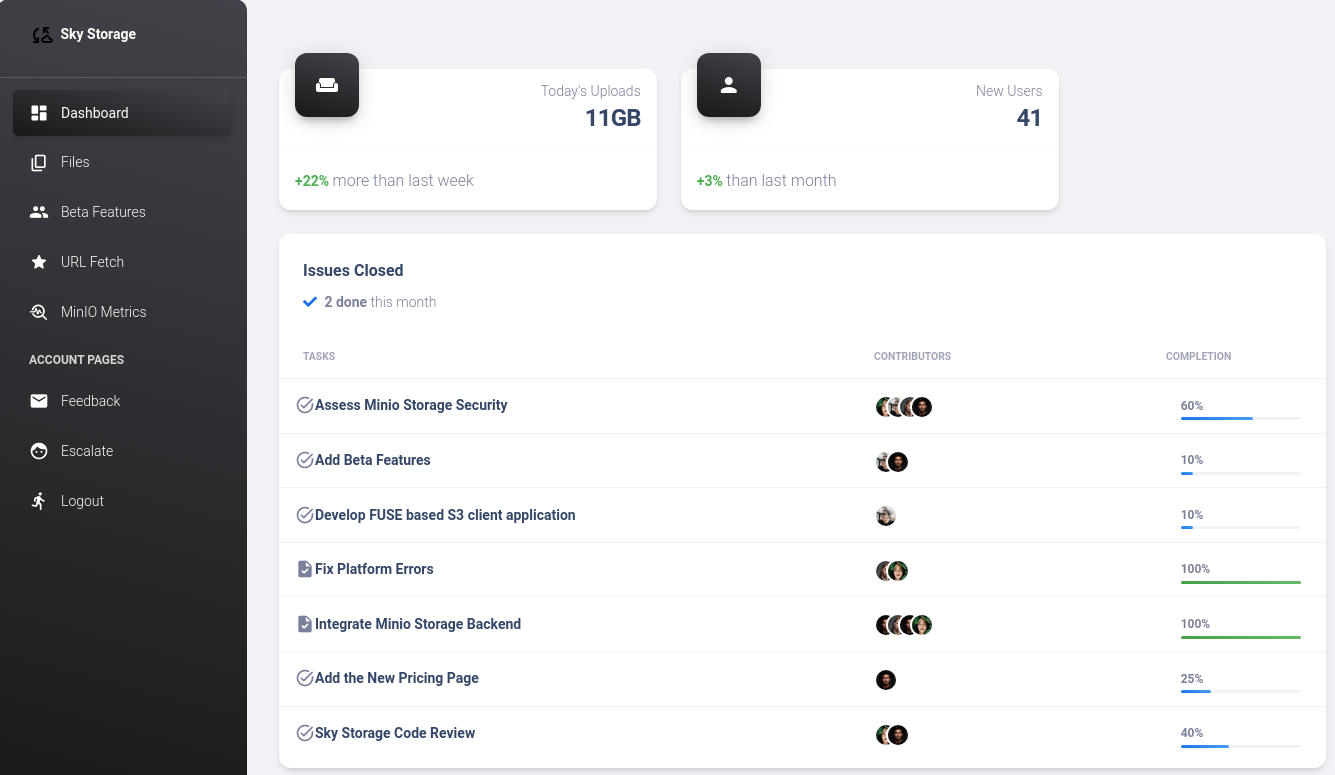 Sky Storage
Dashboard
Files
Beta Features
URL Fetch
MinIO Metrics
ACCOUNT PAGES
Feedback
Escalate
Logout
Today's Uploads
11GB
+22% more than last week
New Users
41
+3% than last month
Issues Closed
2 done this month
TASKS CONTRIBUTORS COMPLETION
Assess Minio Storage Security 60%
Add Beta Features 10%
Develop FUSE based S3 client application 10%
Fix Platform Errors 100%
Integrate Minio Storage Backend 100%
Add the New Pricing Page 25%
Sky Storage Code Review 40%